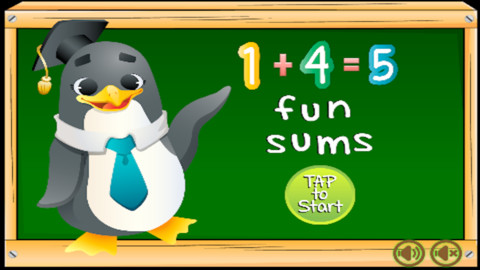 1 + 4 = 5
fun
sums
TAP
to
Start